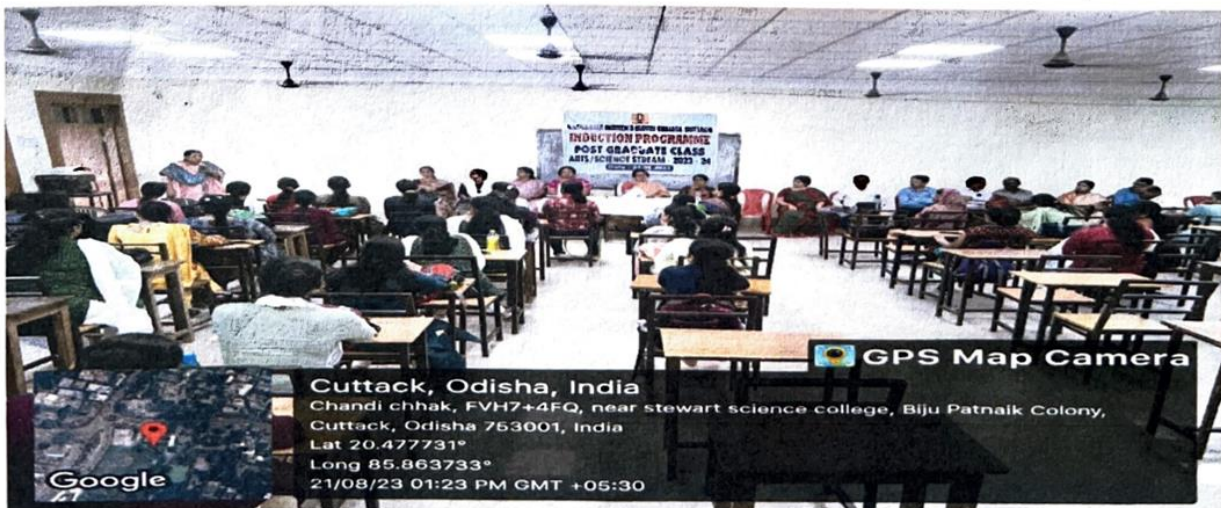 INDUCTION PROGRAMME
POST GRADUATE CLASS
ARTS/SCIENCE STREAM - 2023 - 24
GPS Map Camera
Cuttack, Odisha, India
Chandi chhak, FVH7+4FQ, near stewart science college, Biju Patnaik Colony,
Cuttack, Odisha 753001, India
Lat 20.477731°
Long 85.863733°
21/08/23 01:23 PM GMT +05:30
Google